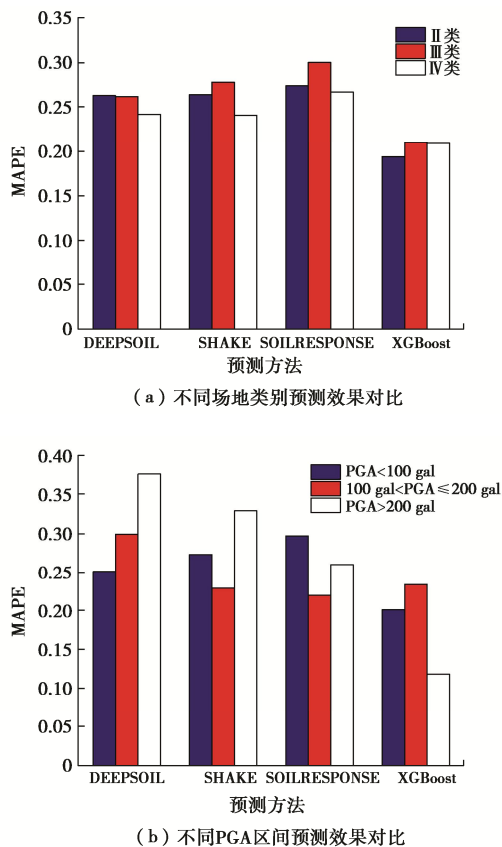 0.35
0.30
0.25
0.20
0.15
0.10
0.05
0
MAPE
Ⅱ类
Ⅲ类
Ⅳ类
DEEPSOIL SHAKE SOILRESPONSE XGBoost
预测方法
(a)不同场地类别预测效果对比
0.40
0.35
0.30
0.25
0.20
0.15
0.10
0.05
0
MAPE
PGA<100 gal
100 gal<PGA≤200 gal
PGA>200 gal
DEEPSOIL SHAKE SOILRESPONSE XGBoost
预测方法
(b)不同PGA区间预测效果对比